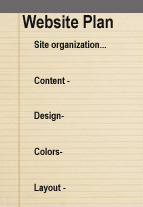 Website Plan
Site organization...
Content -
Design-
Colors-
Layout -